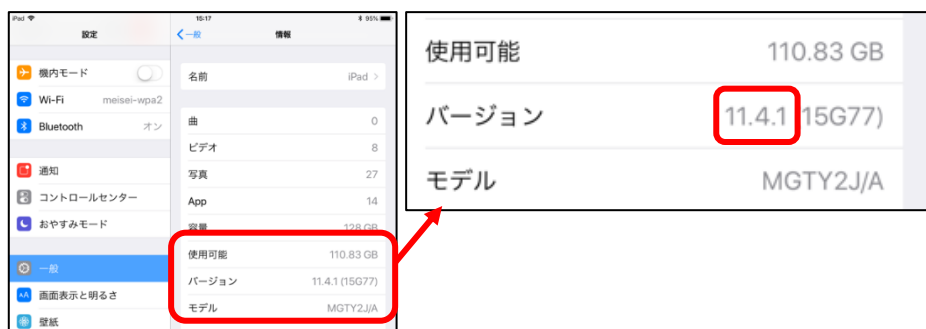 iPad 15:17 95%
設定
機内モード
Wi-Fi meisei-wpa2
Bluetooth オン
通知
コントロールセンター
おやすみモード
一般
画面表示と明るさ
壁紙
一般 情報
名前 iPad
曲 0
ビデオ 8
写真 27
App 14
容量 128 GB
使用可能 110.83 GB
バージョン 11.4.1 (15G77)
モデル MGTY2J/A
使用可能 110.83 GB
バージョン 11.4.1 (15G77)
モデル MGTY2J/A